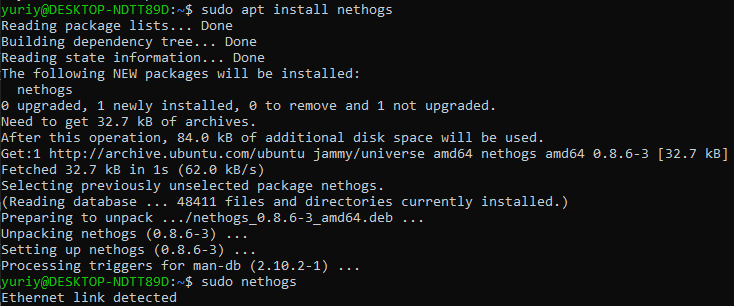 yuriy@DESKTOP-NDTT89D:~$ sudo apt install nethogs
Reading package lists... Done
Building dependency tree... Done
Reading state information... Done
The following NEW packages will be installed:
  nethogs
0 upgraded, 1 newly installed, 0 to remove and 1 not upgraded.
Need to get 32.7 kB of archives.
After this operation, 84.0 kB of additional disk space will be used.
Get:1 http://archive.ubuntu.com/ubuntu jammy/universe amd64 nethogs amd64 0.8.6-3 [32.7 kB]
Fetched 32.7 kB in 1s (62.0 kB/s)
Selecting previously unselected package nethogs.
(Reading database ... 48411 files and directories currently installed.)
Preparing to unpack .../nethogs_0.8.6-3_amd64.deb ...
Unpacking nethogs (0.8.6-3) ...
Setting up nethogs (0.8.6-3) ...
Processing triggers for man-db (2.10.2-1) ...
yuriy@DESKTOP-NDTT89D:~$ sudo nethogs
Ethernet link detected